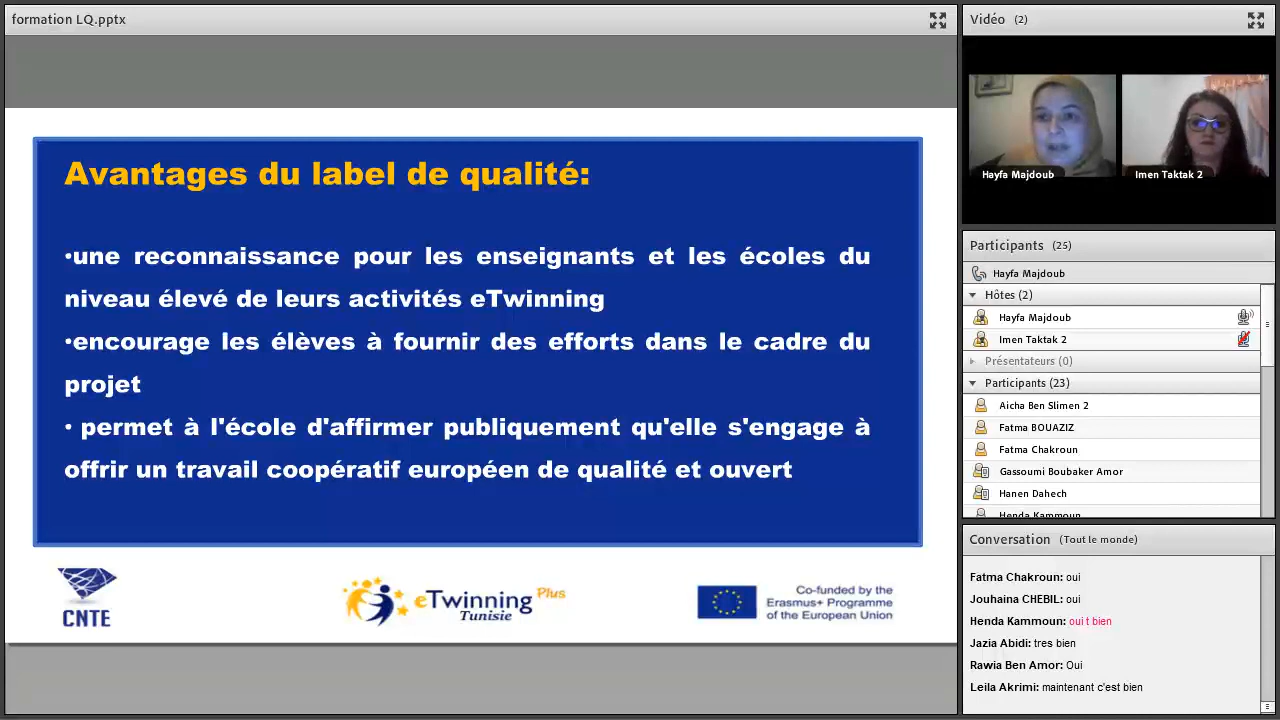 formation LQ.pptx
Avantages du label de qualité:
•une reconnaissance pour les enseignants et les écoles du
niveau élevé de leurs activités eTwinning
•encourage les élèves à fournir des efforts dans le cadre du
projet
• permet à l'école d'affirmer publiquement qu'elle s'engage à
offrir un travail coopératif européen de qualité et ouvert
CNTE
eTwinning Plus
Tunisie
Co-funded by the
Erasmus+ Programme
of the European Union
Vidéo (2)
Hayfa Majdoub
Imen Taktak 2
Participants (25)
Hayfa Majdoub
Hôtes (2)
Hayfa Majdoub
Imen Taktak 2
Présentateurs (0)
Participants (23)
Aicha Ben Slimen 2
Fatma BOUAZIZ
Fatma Chakroun
Gassoumi Boubaker Amor
Hanen Dahech
Henda Kammoun
Conversation (Tout le monde)
Fatma Chakroun: oui
Jouhaina CHEBIL: oui
Henda Kammoun: oui t bien
Jazia Abidi: tres bien
Rawia Ben Amor: Oui
Leila Akrimi: maintenant c'est bien